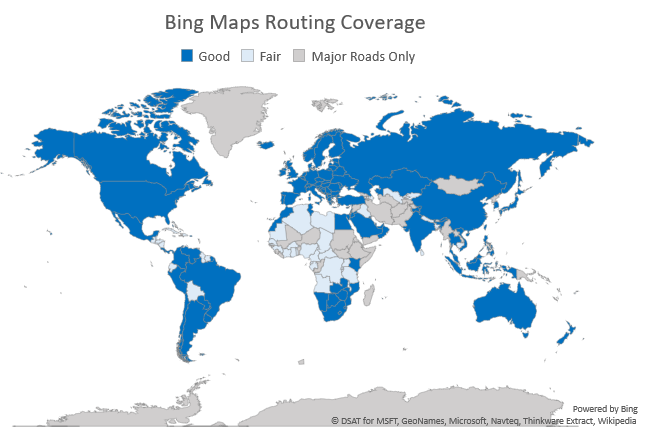 Bing Maps Routing Coverage
Good Fair Major Roads Only
Powered by Bing
© DSAT for MSFT, GeoNames, Microsoft, Navteq, Thinkware Extract, Wikipedia